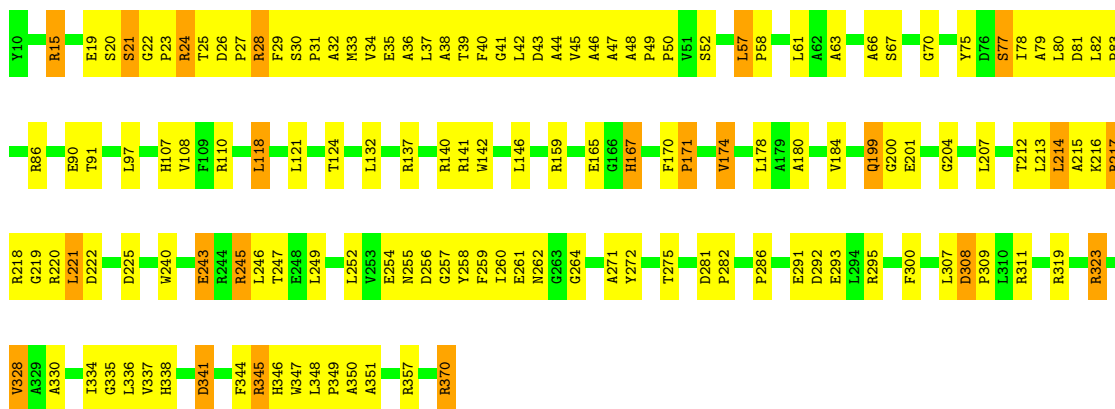 Y10 R15 E19 S20 S21 G22 P23 R24 T25 D26 P27 R28 F29 S30 P31 A32 M33 V34 E35 A36 L37 A38 T39 F40 G41 L42 D43 A44 V45 A46 A47 A48 P49 P50 V51 S52 L57 P58 L61 A62 A63 A66 S67 G70 Y75 D76 S77 I78 A79 L80 D81 L82
R86 E90 T91 L97 H107 V108 F109 R110 L118 L121 T124 L132 R137 R140 R141 W142 L146 R159 E165 G166 H167 F170 P171 V174 L178 A179 A180 V184 Q199 G200 E201 G204 L207 T212 L213 L214 A215 K216
R218 G219 R220 L221 D222 D225 W240 E243 R244 R245 L246 T247 E248 L249 L252 V253 E254 N255 D256 G257 Y258 F259 I260 E261 N262 G263 G264 A271 Y272 T275 D281 P282 P286 E291 D292 E293 L294 R295 F300 L307 D308 P309 L310 R311 R319 R323
V328 A329 A330 I334 G335 L336 V337 H338 D341 F344 R345 H346 W347 L348 P349 A350 A351 R357 R370